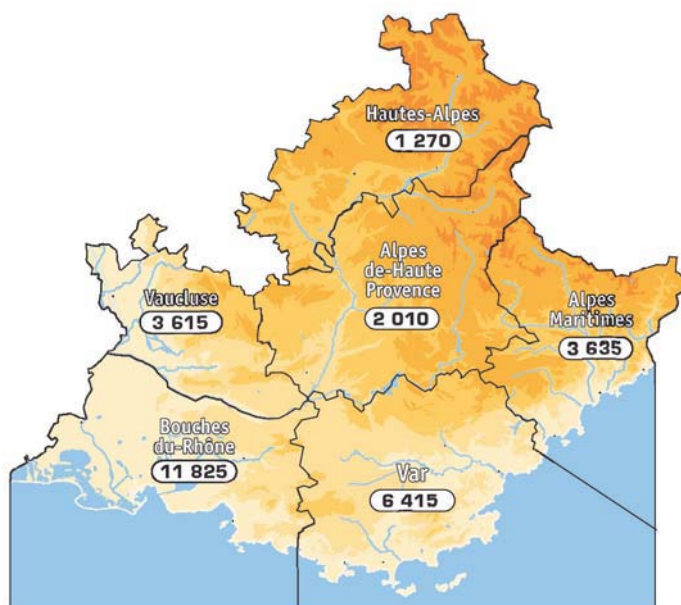 Hautes-Alpes
1 270
Alpes
de-Haute
Provence
2 010
Vaucluse
3 615
Alpes
Maritimes
3 635
Bouches
du-Rhône
11 825
Var
6 415